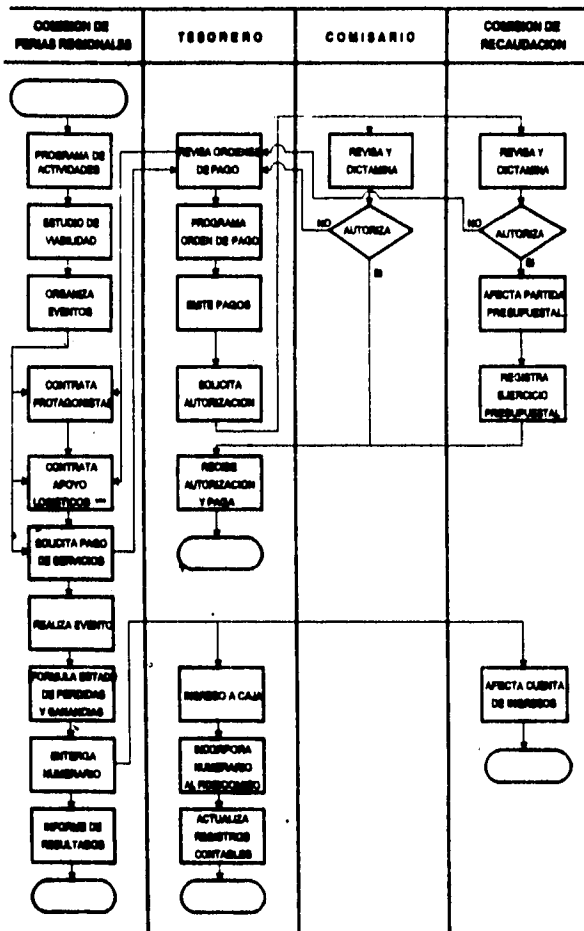 COMISION DE
FERIAS REGIONALES
TESORERO
COMISARIO
COMISION DE
RECAUDACION
PROGRAMA DE
ACTIVIDADES
ESTUDIO DE
VIABILIDAD
ORGANIZA
EVENTOS
CONTRATA
PROTAGONISTAS
CONTRATA
APOYO
LOGISTICOS
SOLICITA PAGO
DE SERVICIOS
REALIZA EVENTO
FORMULA ESTADO
DE PERDIDAS
Y GANANCIAS
ENTERGA
NUMERARIO
INFORME DE
RESULTADOS
REVISA ORDENES
DE PAGO
PROGRAMA
ORDEN DE PAGO
EMITE PAGOS
SOLICITA
AUTORIZACION
RECIBE
AUTORIZACION
Y PAGA
INGRESO A CAJA
INCORPORA
NUMERARIO
AL FIDEICOMISO
ACTUALIZA
REGISTROS
CONTABLES
REVISA Y
DICTAMINA
NO
AUTORIZA
SI
REVISA Y
DICTAMINA
NO
AUTORIZA
SI
AFECTA PARTIDA
PRESUPUESTAL
REGISTRA
EJERCICIO
PRESUPUESTAL
AFECTA CUENTA
DE INGRESOS